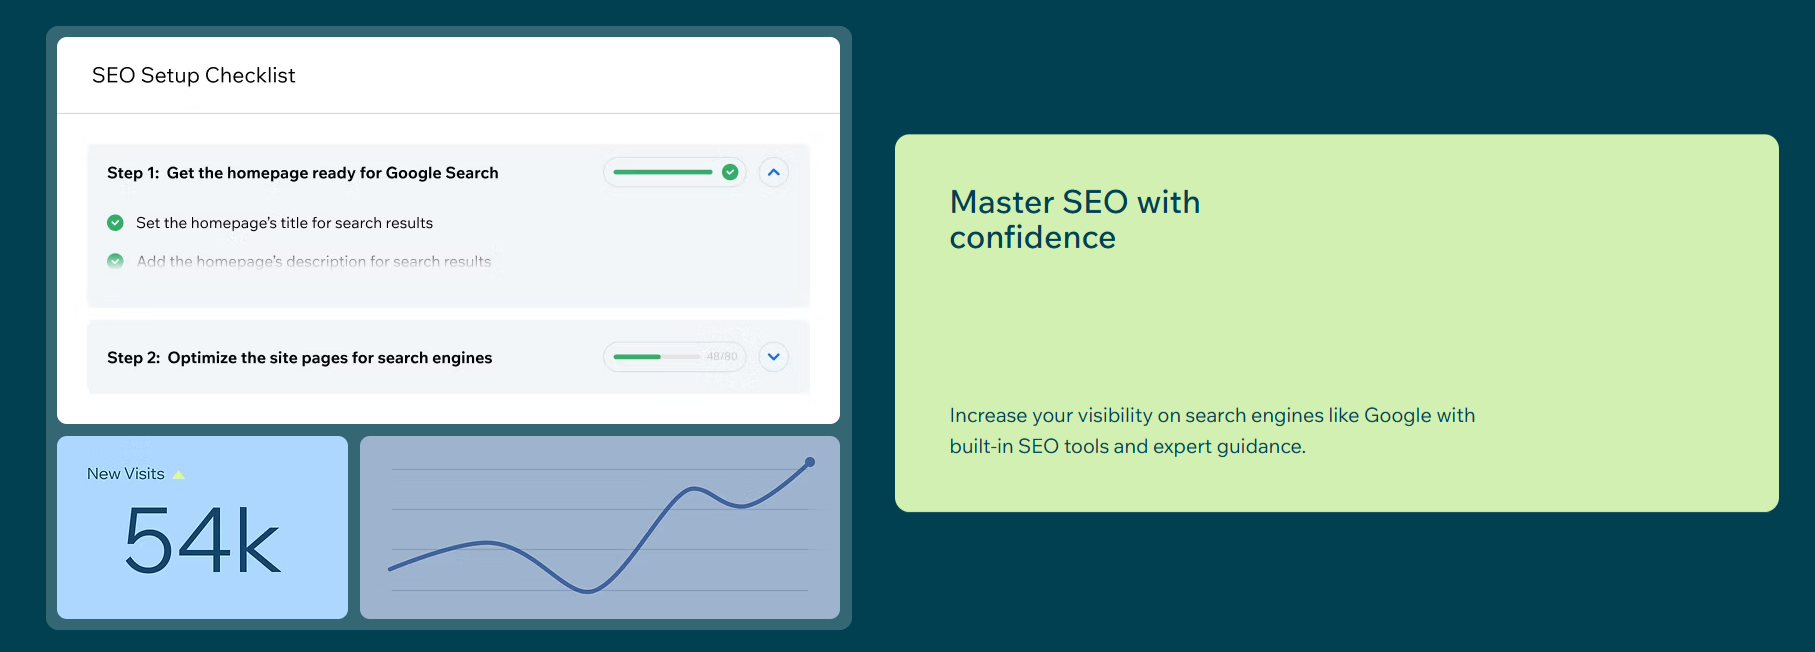 SEO Setup Checklist
Step 1: Get the homepage ready for Google Search
Set the homepage’s title for search results
Add the homepage’s description for search results
Step 2: Optimize the site pages for search engines
48/80
New Visits
54k
Master SEO with
confidence
Increase your visibility on search engines like Google with
built-in SEO tools and expert guidance.